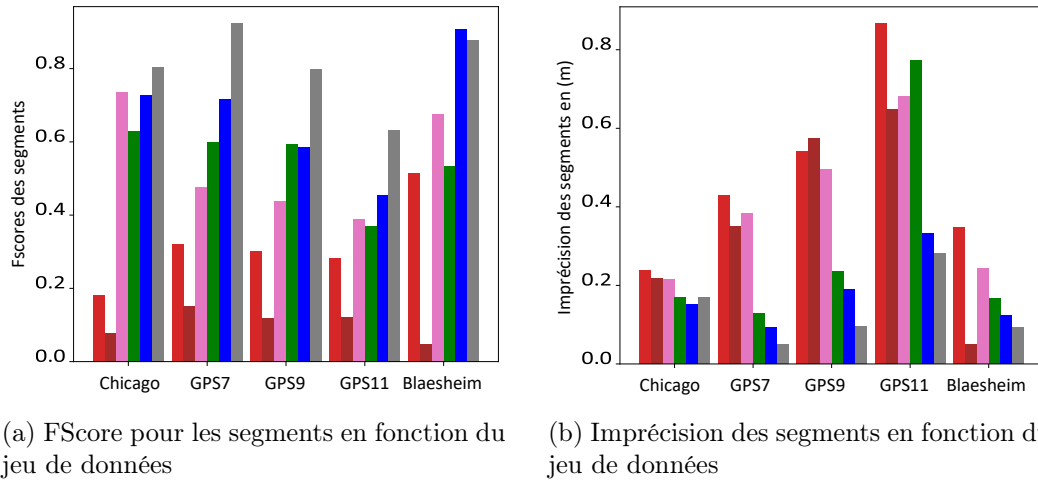 Fscores des segments
0.8
0.6
0.4
0.2
0.0
Chicago GPS7 GPS9 GPS11 Blaesheim
(a) FScore pour les segments en fonction du
jeu de données
Imprécision des segments en (m)
0.8
0.6
0.4
0.2
0.0
Chicago GPS7 GPS9 GPS11 Blaesheim
(b) Imprécision des segments en fonction du
jeu de données